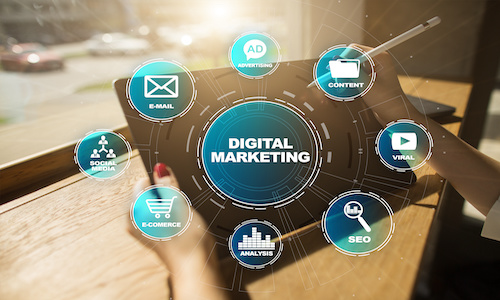 AD
ADVERTISING
E-MAIL
CONTENT
DIGITAL
MARKETING
SOCIAL
MEDIA
VIRAL
E-COMERCE
ANALYSIS
SEO